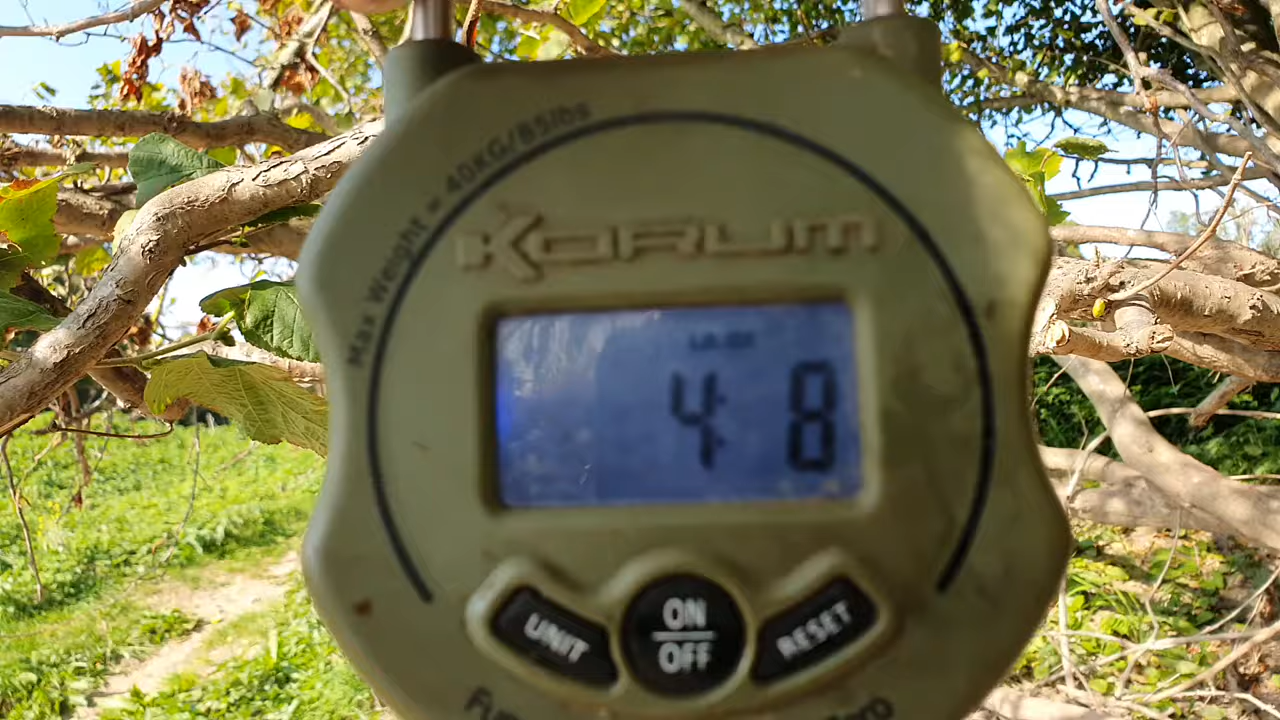 Max Weight = 40KG/85lbs
KORUM
LB:OZ
4 8
UNIT
ON
OFF
RESET